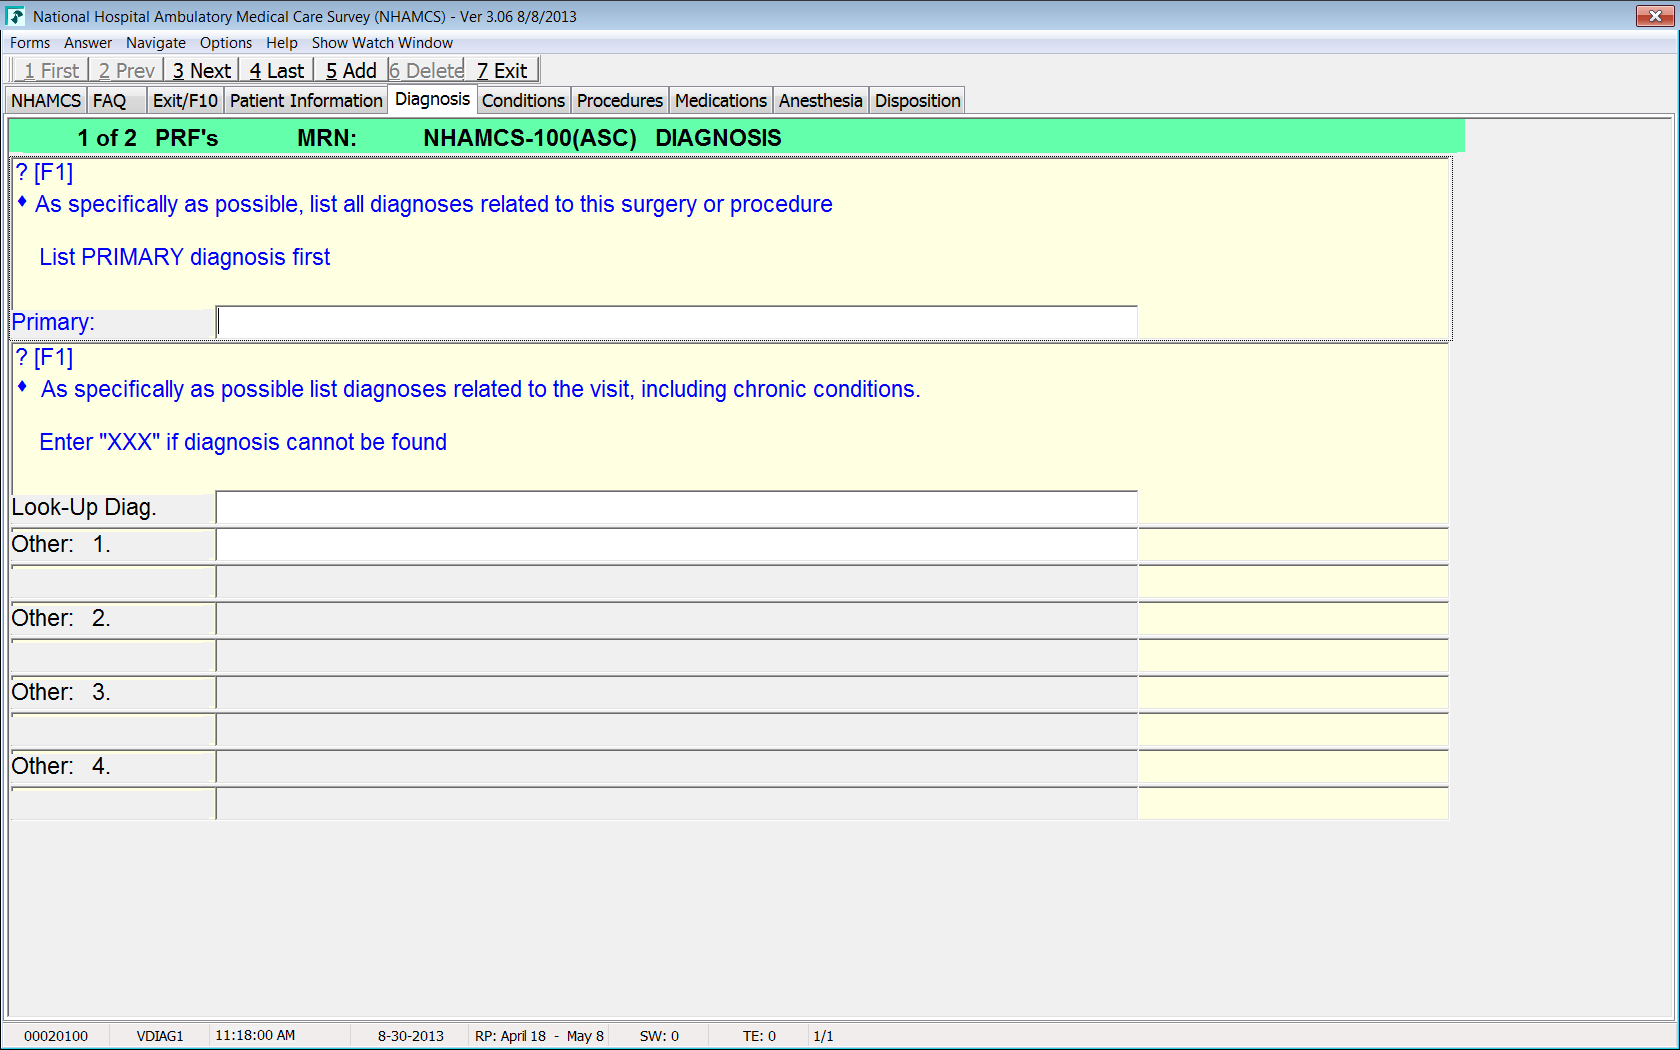 National Hospital Ambulatory Medical Care Survey (NHAMCS) - Ver 3.06 8/8/2013
Forms Answer Navigate Options Help Show Watch Window
1 First 2 Prev 3 Next 4 Last 5 Add 6 Delete 7 Exit
NHAMCS FAQ Exit/F10 Patient Information Diagnosis Conditions Procedures Medications Anesthesia Disposition
1 of 2 PRF's MRN: NHAMCS-100(ASC) DIAGNOSIS
? [F1]
♦ As specifically as possible, list all diagnoses related to this surgery or procedure
List PRIMARY diagnosis first
Primary:
? [F1]
♦ As specifically as possible list diagnoses related to the visit, including chronic conditions.
Enter "XXX" if diagnosis cannot be found
Look-Up Diag.
Other: 1.
Other: 2.
Other: 3.
Other: 4.
00020100 VDIAG1 11:18:00 AM 8-30-2013 RP: April 18 - May 8 SW: 0 TE: 0 1/1